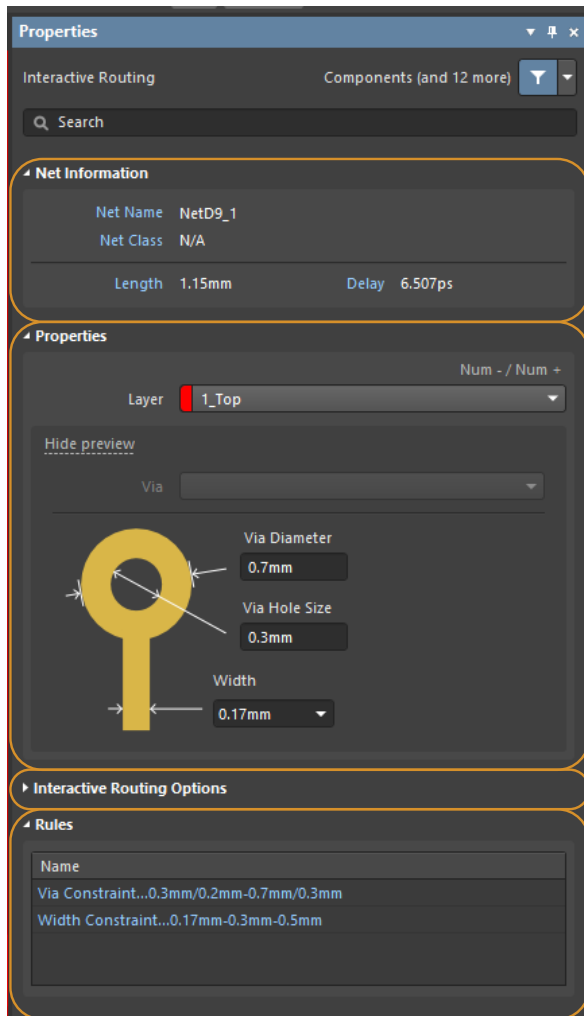 Properties
Interactive Routing Components (and 12 more)
Search
Net Information
Net Name NetD9_1
Net Class N/A
Length 1.15mm Delay 6.507ps
Properties
Num - / Num +
Layer 1_Top
Hide preview
Via
Via Diameter
0.7mm
Via Hole Size
0.3mm
Width
0.17mm
Interactive Routing Options
Rules
Name
Via Constraint...0.3mm/0.2mm-0.7mm/0.3mm
Width Constraint...0.17mm-0.3mm-0.5mm